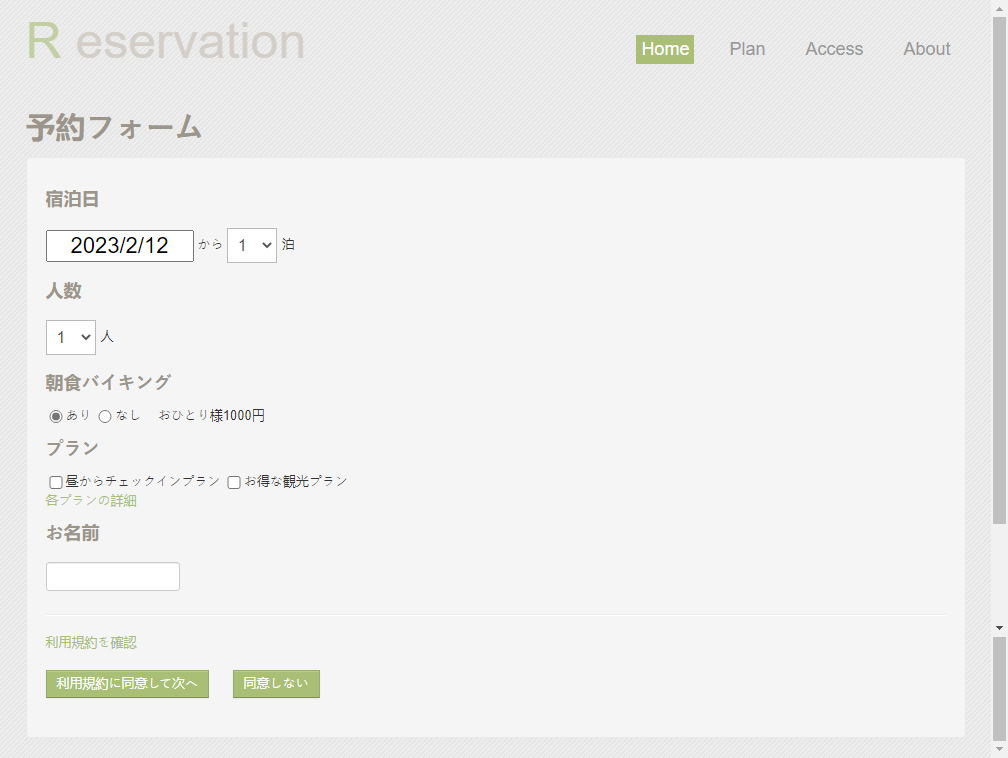 R eservation
Home Plan Access About
予約フォーム
宿泊日
2023/2/12 から 1 泊
人数
1 人
朝食バイキング
あり なし おひとり様1000円
プラン
昼からチェックインプラン お得な観光プラン
各プランの詳細
お名前
利用規約を確認
利用規約に同意して次へ 同意しない